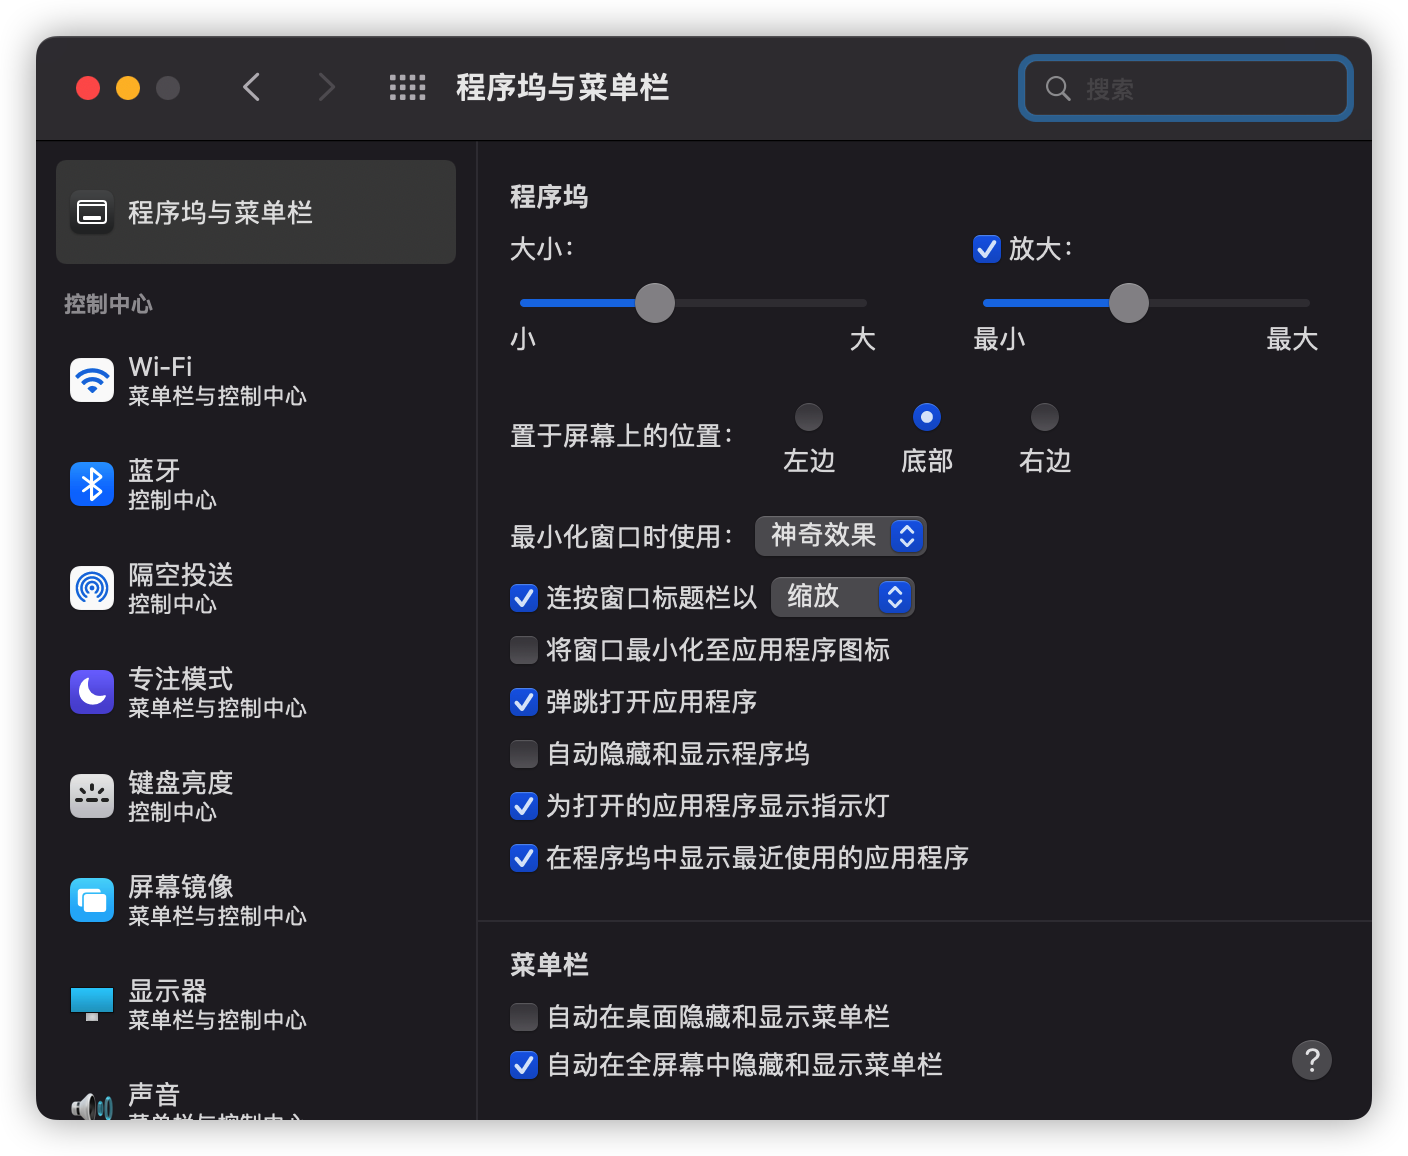 程序坞与菜单栏
搜索
程序坞与菜单栏
控制中心
Wi-Fi
菜单栏与控制中心
蓝牙
控制中心
隔空投送
控制中心
专注模式
菜单栏与控制中心
键盘亮度
控制中心
屏幕镜像
菜单栏与控制中心
显示器
菜单栏与控制中心
声音
菜单栏与控制中心
程序坞
大小：
放大：
小 大
最小 最大
置于屏幕上的位置：
左边 底部 右边
最小化窗口时使用： 神奇效果
连按窗口标题栏以 缩放
将窗口最小化至应用程序图标
弹跳打开应用程序
自动隐藏和显示程序坞
为打开的应用程序显示指示灯
在程序坞中显示最近使用的应用程序
菜单栏
自动在桌面隐藏和显示菜单栏
自动在全屏幕中隐藏和显示菜单栏
?